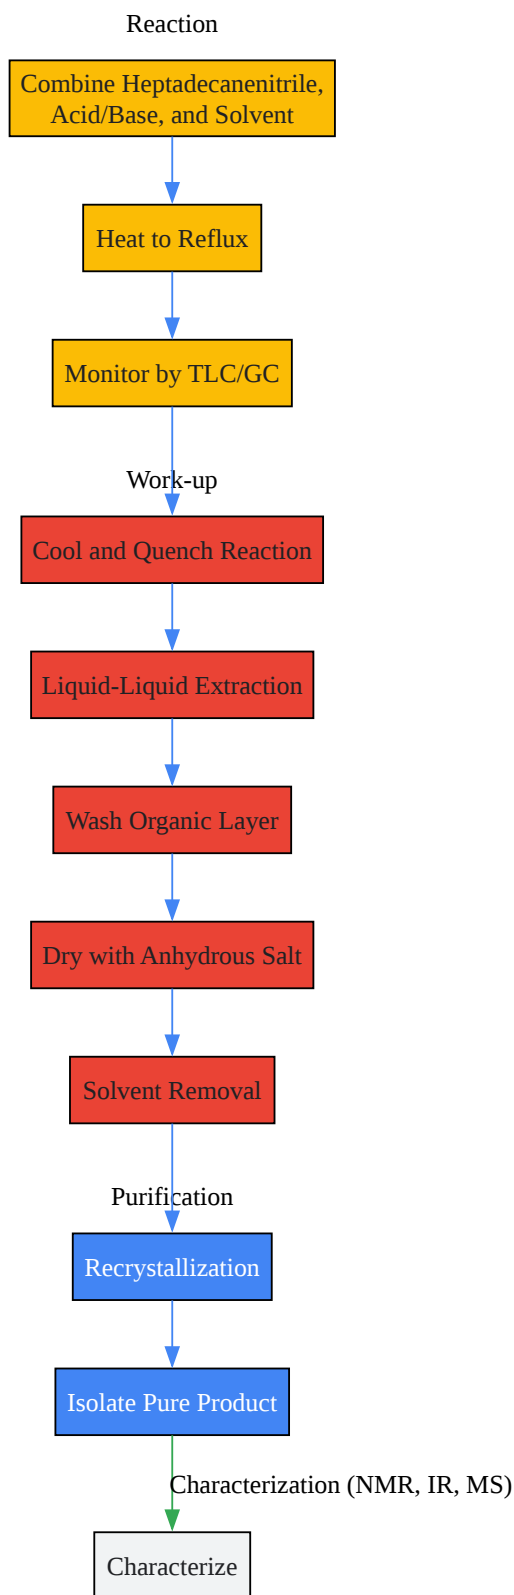 Reaction
Combine Heptadecanenitrile,
Acid/Base, and Solvent
Heat to Reflux
Monitor by TLC/GC
Work-up
Cool and Quench Reaction
Liquid-Liquid Extraction
Wash Organic Layer
Dry with Anhydrous Salt
Solvent Removal
Purification
Recrystallization
Isolate Pure Product
Characterization (NMR, IR, MS)
Characterize